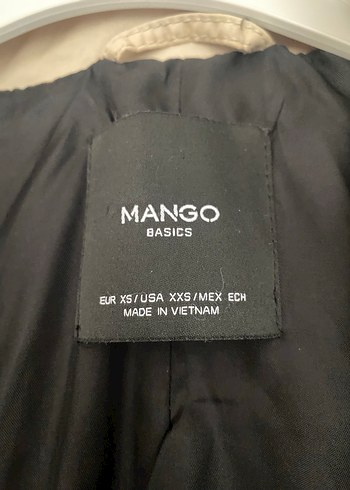 MANGO
BASICS
EUR XS/USA XXS/MEX ECH
MADE IN VIETNAM